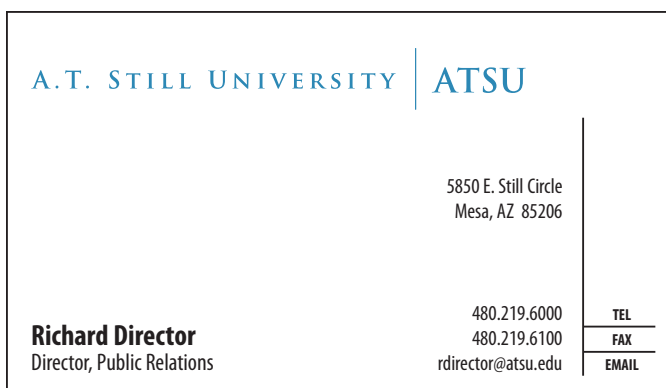 A.T. STILL UNIVERSITY ATSU
5850 E. Still Circle
Mesa, AZ 85206
480.219.6000 TEL
Richard Director
480.219.6100 FAX
Director, Public Relations
rdirector@atsu.edu EMAIL